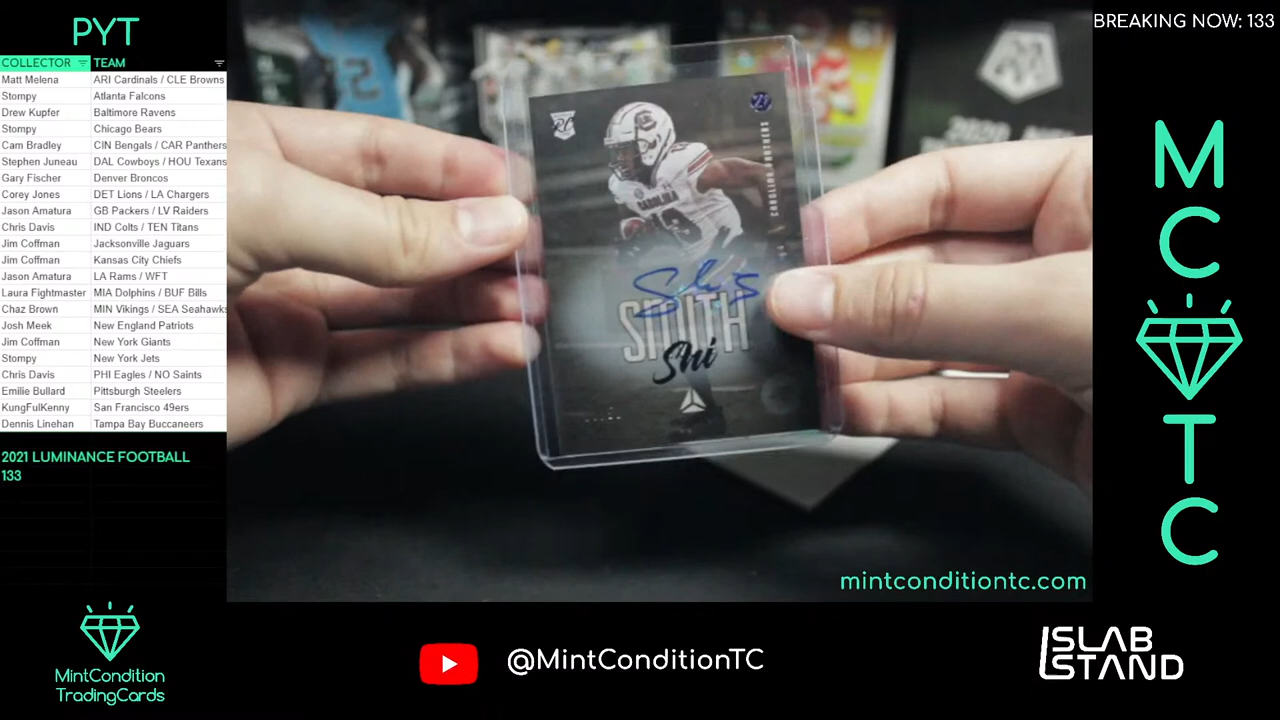 PYT
BREAKING NOW: 133
COLLECTOR TEAM
Matt Melena ARI Cardinals / CLE Browns
Stompy Atlanta Falcons
Drew Kupfer Baltimore Ravens
Stompy Chicago Bears
Cam Bradley CIN Bengals / CAR Panthers
Stephen Juneau DAL Cowboys / HOU Texans
Gary Fischer Denver Broncos
Corey Jones DET Lions / LA Chargers
Jason Amatura GB Packers / LV Raiders
Chris Davis IND Colts / TEN Titans
Jim Coffman Jacksonville Jaguars
Jim Coffman Kansas City Chiefs
Jason Amatura LA Rams / WFT
Laura Fightmaster MIA Dolphins / BUF Bills
Chaz Brown MIN Vikings / SEA Seahawks
Josh Meek New England Patriots
Jim Coffman New York Giants
Stompy New York Jets
Chris Davis PHI Eagles / NO Saints
Emilie Bullard Pittsburgh Steelers
KungFulKenny San Francisco 49ers
Dennis Linehan Tampa Bay Buccaneers
2021 LUMINANCE FOOTBALL
133
RC
CAROLINA PANTHERS
CAROLINA
SMITH
Shi
M
C
T
C
mintconditiontc.com
MintCondition
TradingCards
@MintConditionTC
SLAB
STAND